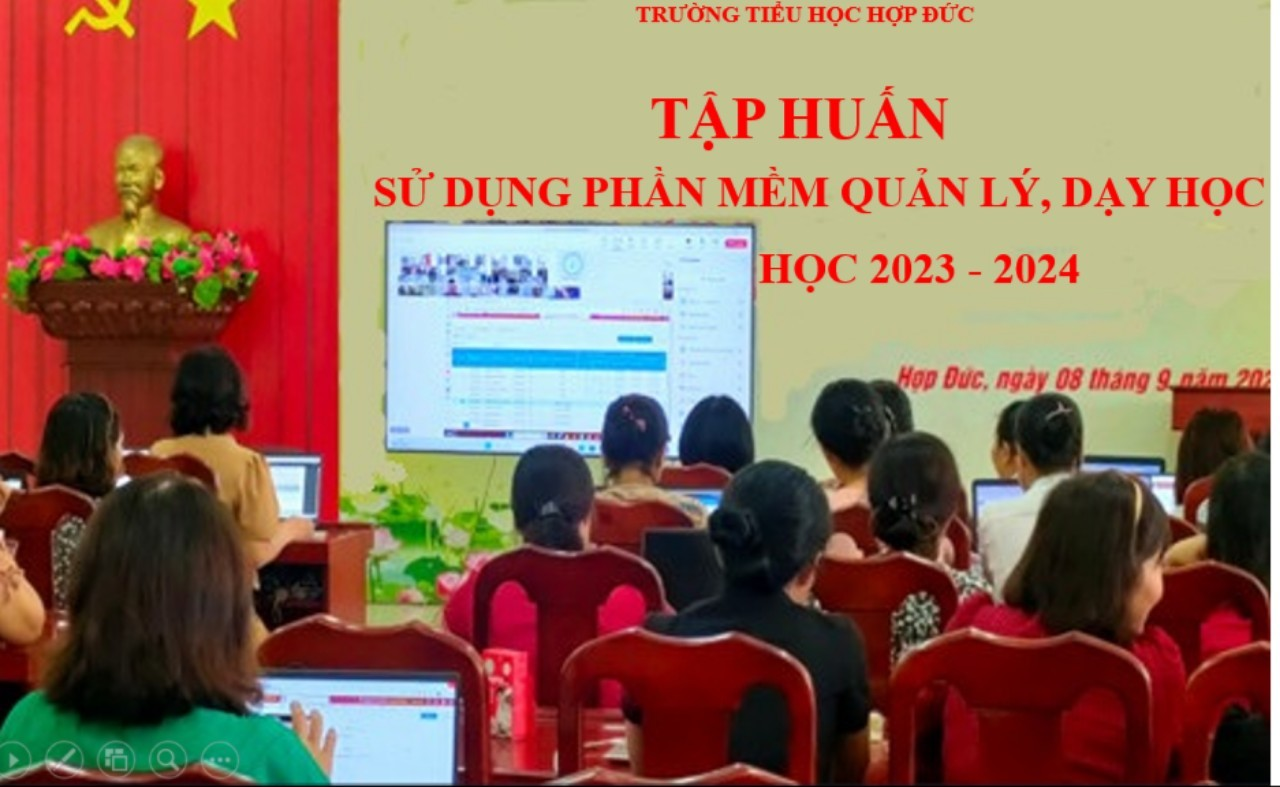 TRƯỜNG TIỂU HỌC HỢP ĐỨC
TẬP HUẤN
SỬ DỤNG PHẦN MỀM QUẢN LÝ, DẠY HỌC
HỌC 2023 - 2024
Hợp Đức, ngày 08 tháng 9 năm 202